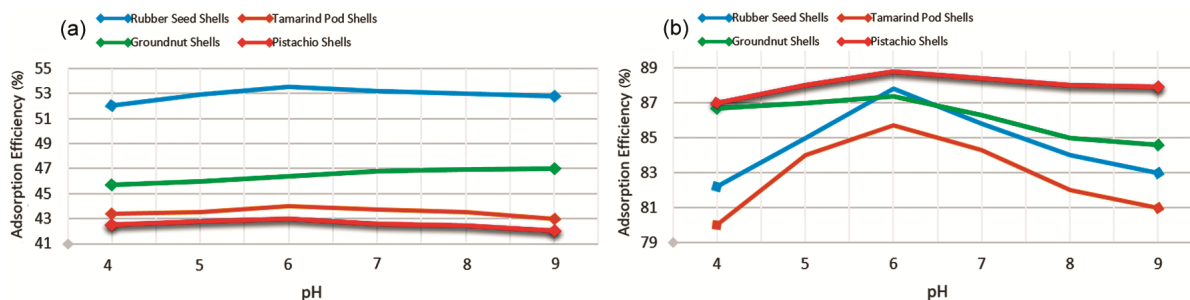 (a)
Rubber Seed Shells Tamarind Pod Shells
Groundnut Shells Pistachio Shells
Adsorption Efficiency (%)
55
53
51
49
47
45
43
41
4 5 6 7 8 9
pH
(b)
Rubber Seed Shells Tamarind Pod Shells
Groundnut Shells Pistachio Shells
Adsorption Efficiency (%)
89
87
85
83
81
79
4 5 6 7 8 9
pH